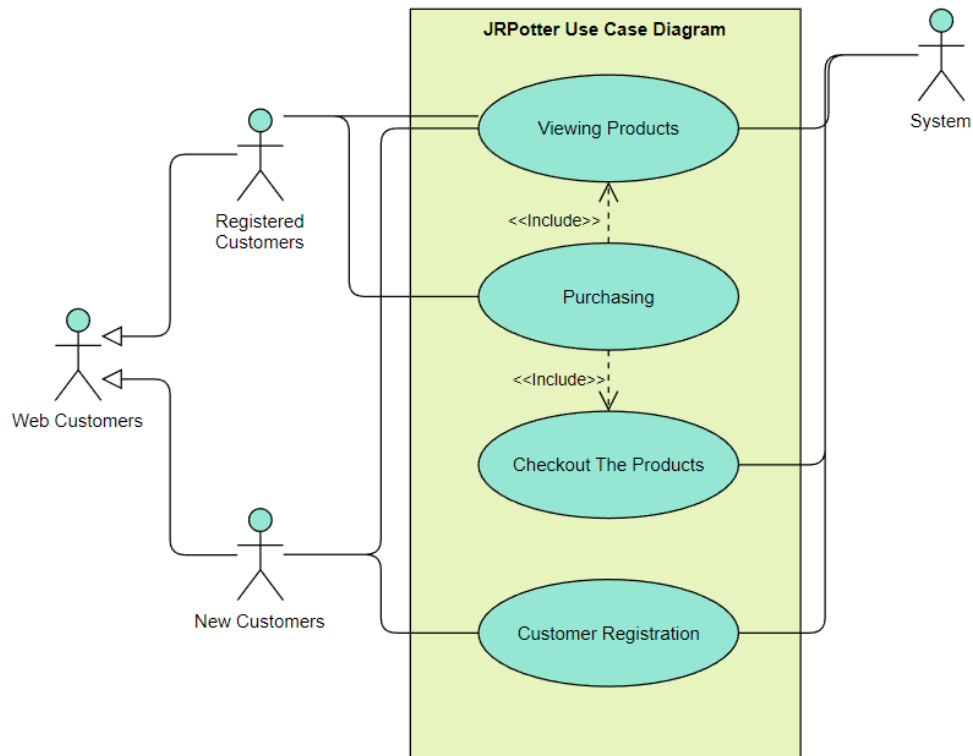 JRPotter Use Case Diagram
System
Viewing Products
Registered
Customers
<<Include>>
Purchasing
<<Include>>
Web Customers
Checkout The Products
New Customers
Customer Registration